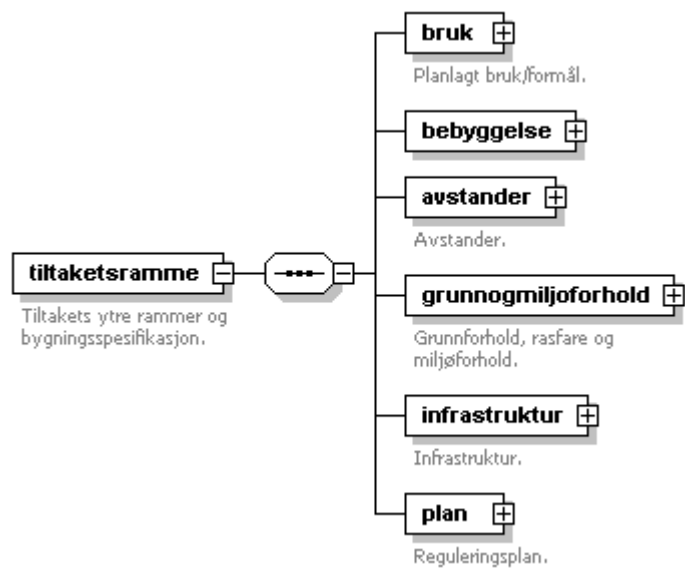 bruk
Planlagt bruk/formål.
bebyggelse
avstander
Avstander.
tiltaketsramme
Tiltakets ytre rammer og
bygningsspesifikasjon.
grunnogmiljoforhold
Grunnforhold, rasfare og
miljøforhold.
infrastruktur
Infrastruktur.
plan
Reguleringsplan.